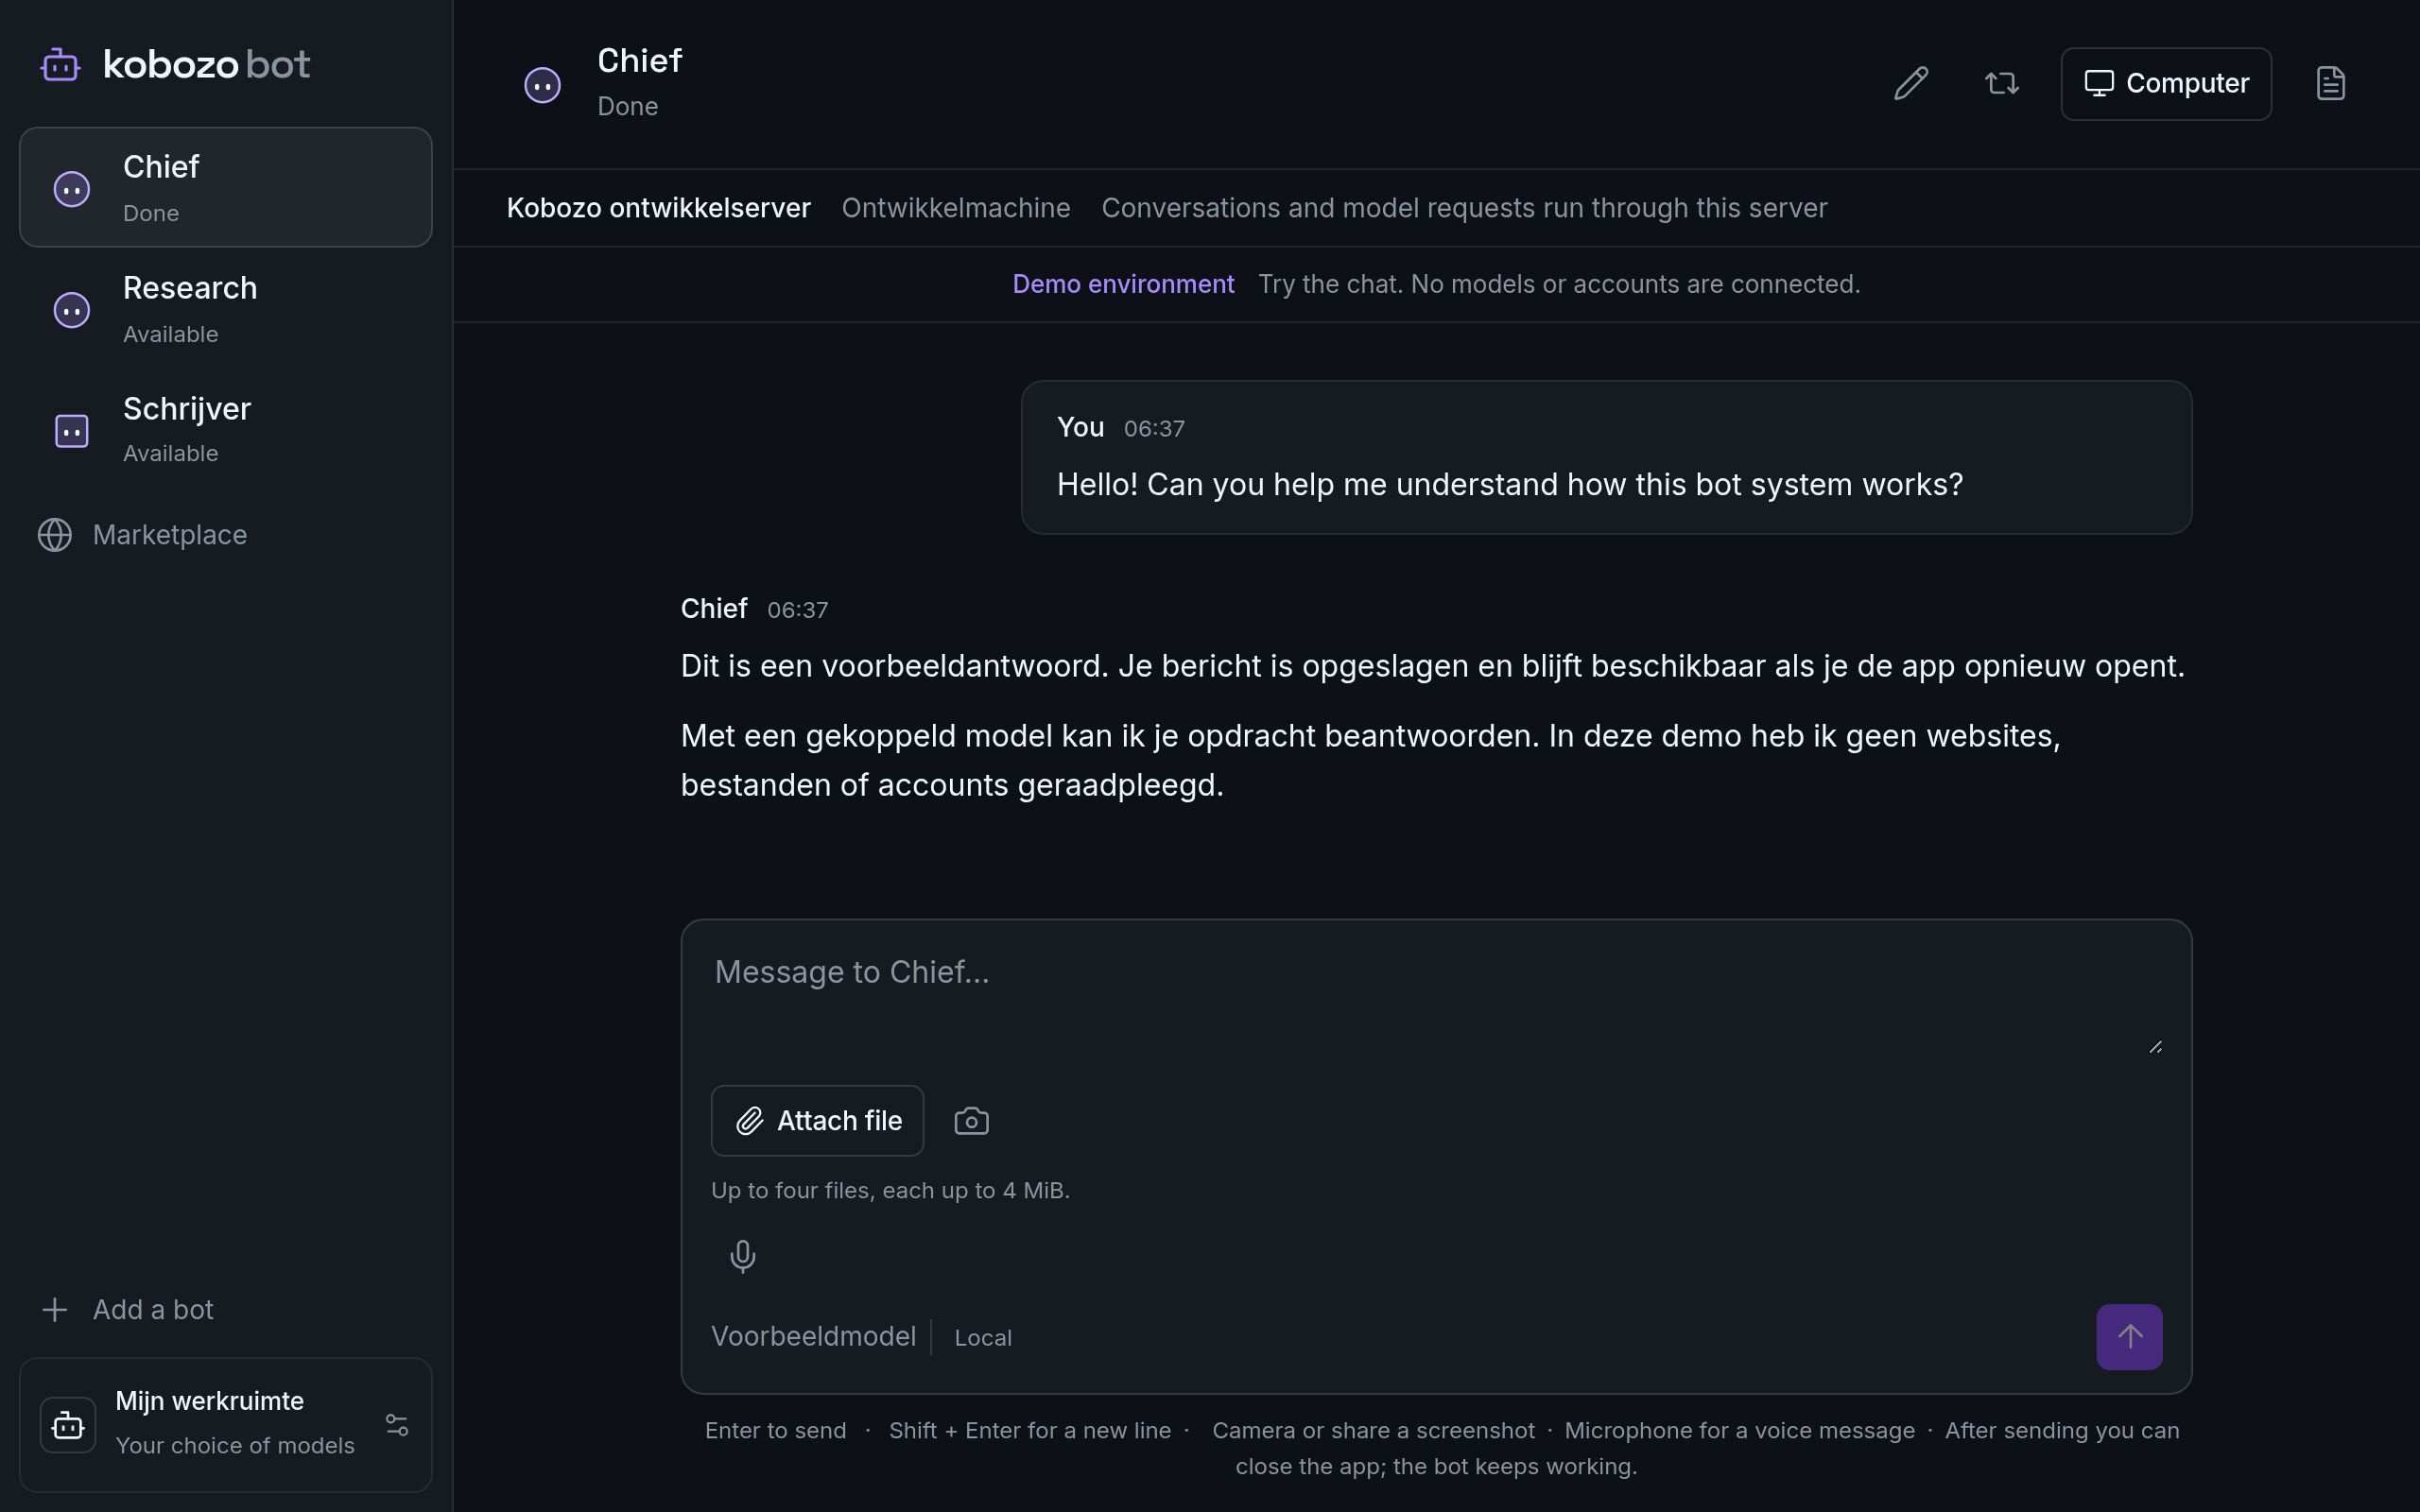 kobozo bot
Chief
Done
Research
Available
Schrijver
Available
Marketplace
Add a bot
Mijn werkruimte
Your choice of models
Chief
Done
Computer
Kobozo ontwikkelserver Ontwikkelmachine Conversations and model requests run through this server
Demo environment Try the chat. No models or accounts are connected.
You 06:37
Hello! Can you help me understand how this bot system works?
Chief 06:37
Dit is een voorbeeldantwoord. Je bericht is opgeslagen en blijft beschikbaar als je de app opnieuw opent.
Met een gekoppeld model kan ik je opdracht beantwoorden. In deze demo heb ik geen websites,
bestanden of accounts geraadpleegd.
Message to Chief...
Attach file
Up to four files, each up to 4 MiB.
Voorbeeldmodel Local
Enter to send · Shift + Enter for a new line · Camera or share a screenshot · Microphone for a voice message · After sending you can
close the app; the bot keeps working.